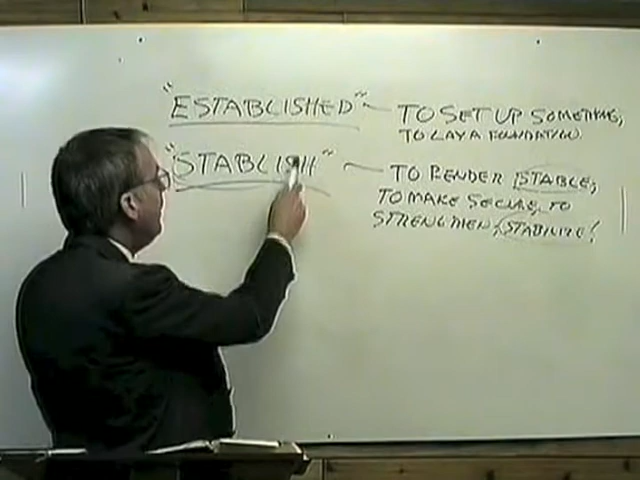 "ESTABLISHED" - TO SET UP SOMETHING,
TO LAY A FOUNDATION.
"STABLISH" - TO RENDER STABLE,
TO MAKE SECURE, TO
STRENGTHEN, STABILIZE!